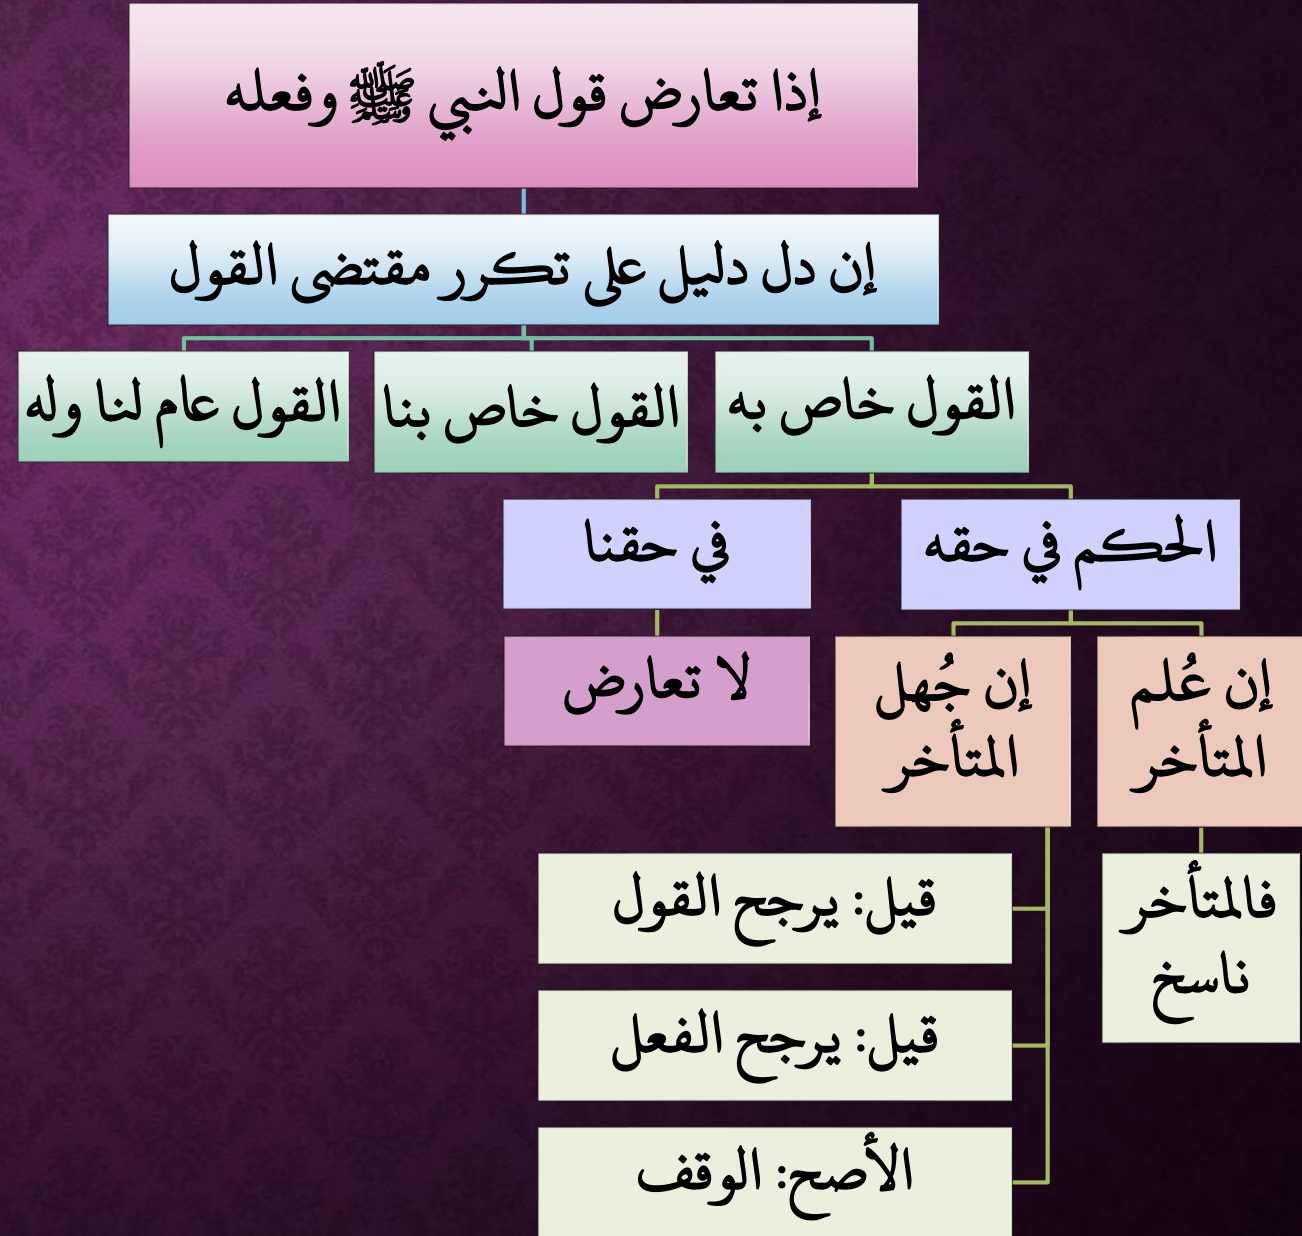 إذا تعارض قول النبي ﷺ وفعله
إن دل دليل على تكرر مقتضى القول
القول خاص به
القول خاص بنا
القول عام لنا وله
الحكم في حقه
في حقنا
إن عُلم
المتأخر
إن جُهل
المتأخر
لا تعارض
فالمتأخر
ناسخ
قيل: يرجح القول
قيل: يرجح الفعل
الأصح: الوقف